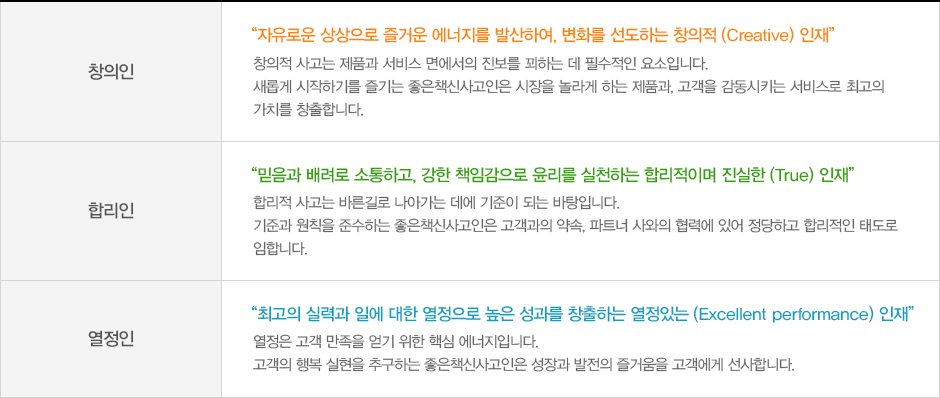 창의인
“자유로운 상상으로 즐거운 에너지를 발산하여, 변화를 선도하는 창의적 (Creative) 인재”
창의적 사고는 제품과 서비스 면에서의 진보를 꾀하는 데 필수적인 요소입니다.
새롭게 시작하기를 즐기는 좋은책신사고인은 시장을 놀라게 하는 제품과, 고객을 감동시키는 서비스로 최고의
가치를 창출합니다.
합리인
“믿음과 배려로 소통하고, 강한 책임감으로 윤리를 실천하는 합리적이며 진실한 (True) 인재”
합리적 사고는 바른길로 나아가는 데에 기준이 되는 바탕입니다.
기준과 원칙을 준수하는 좋은책신사고인은 고객과의 약속, 파트너 사와의 협력에 있어 정당하고 합리적인 태도로
임합니다.
열정인
“최고의 실력과 일에 대한 열정으로 높은 성과를 창출하는 열정있는 (Excellent performance) 인재”
열정은 고객 만족을 얻기 위한 핵심 에너지입니다.
고객의 행복 실현을 추구하는 좋은책신사고인은 성장과 발전의 즐거움을 고객에게 선사합니다.